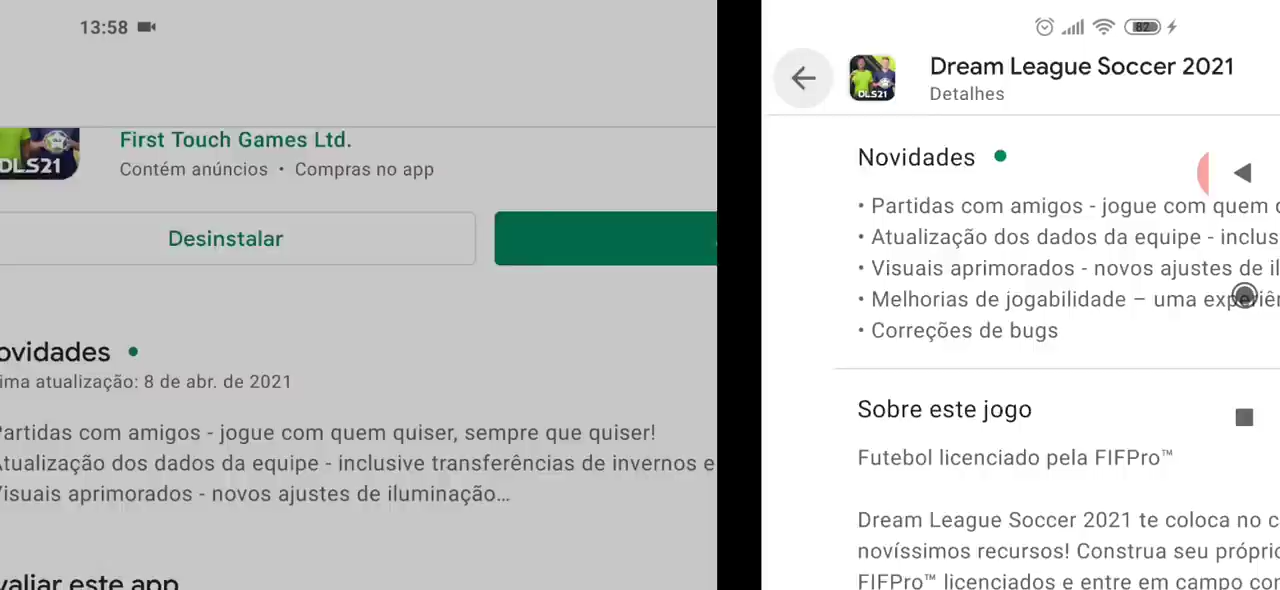 13:58
First Touch Games Ltd.
DLS21
Contém anúncios • Compras no app
Desinstalar
ovidades
ima atualização: 8 de abr. de 2021
Partidas com amigos - jogue com quem quiser, sempre que quiser!
Atualização dos dados da equipe - inclusive transferências de invernos e
Visuais aprimorados - novos ajustes de iluminação…
valiar este app
82
Dream League Soccer 2021
DLS21
Detalhes
Novidades
• Partidas com amigos - jogue com quem
• Atualização dos dados da equipe - inclus
• Visuais aprimorados - novos ajustes de il
• Melhorias de jogabilidade – uma experiên
• Correções de bugs
Sobre este jogo
Futebol licenciado pela FIFPro™
Dream League Soccer 2021 te coloca no c
novíssimos recursos! Construa seu própri
FIFPro™ licenciados e entre em campo con